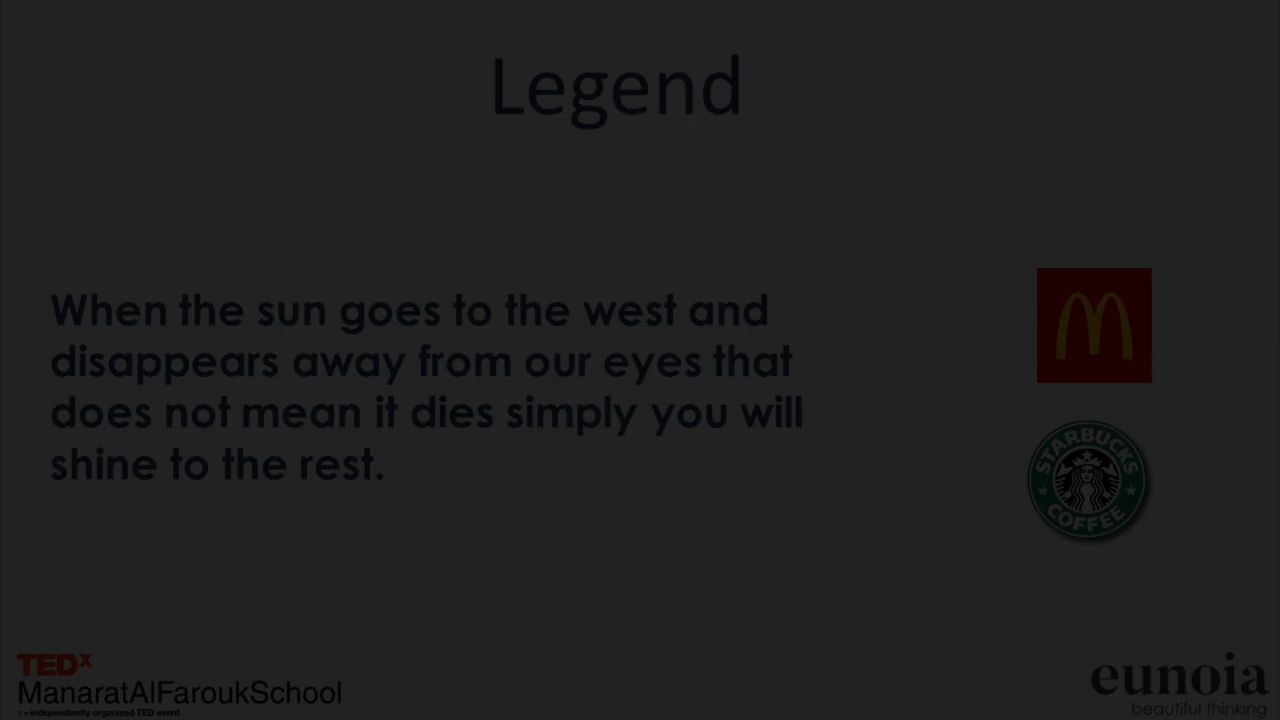 Legend
When the sun goes to the west and
disappears away from our eyes that
does not mean it dies simply you will
shine to the rest.
STARBUCKS
COFFEE
TEDx
ManaratAlFaroukSchool
x = independently organized TED event
eunoia
beautiful thinking